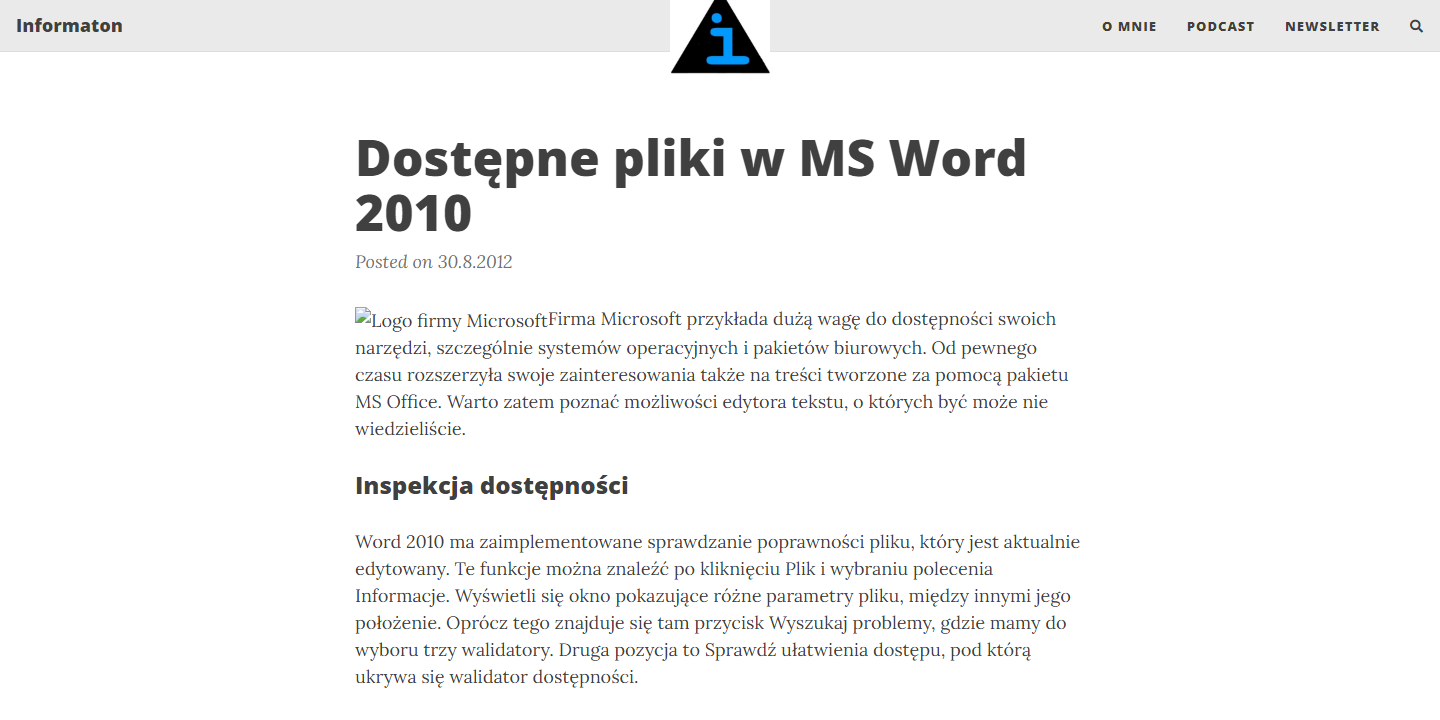 Informaton
i
O MNIE
PODCAST
NEWSLETTER
Dostępne pliki w MS Word
2010
Posted on 30.8.2012
Logo firmy MicrosoftFirma Microsoft przykłada dużą wagę do dostępności swoich
narzędzi, szczególnie systemów operacyjnych i pakietów biurowych. Od pewnego
czasu rozszerzyła swoje zainteresowania także na treści tworzone za pomocą pakietu
MS Office. Warto zatem poznać możliwości edytora tekstu, o których być może nie
wiedzieliście.
Inspekcja dostępności
Word 2010 ma zaimplementowane sprawdzanie poprawności pliku, który jest aktualnie
edytowany. Te funkcje można znaleźć po kliknięciu Plik i wybraniu polecenia
Informacje. Wyświetli się okno pokazujące różne parametry pliku, między innymi jego
położenie. Oprócz tego znajduje się tam przycisk Wyszukaj problemy, gdzie mamy do
wyboru trzy walidatory. Druga pozycja to Sprawdź ułatwienia dostępu, pod którą
ukrywa się walidator dostępności.